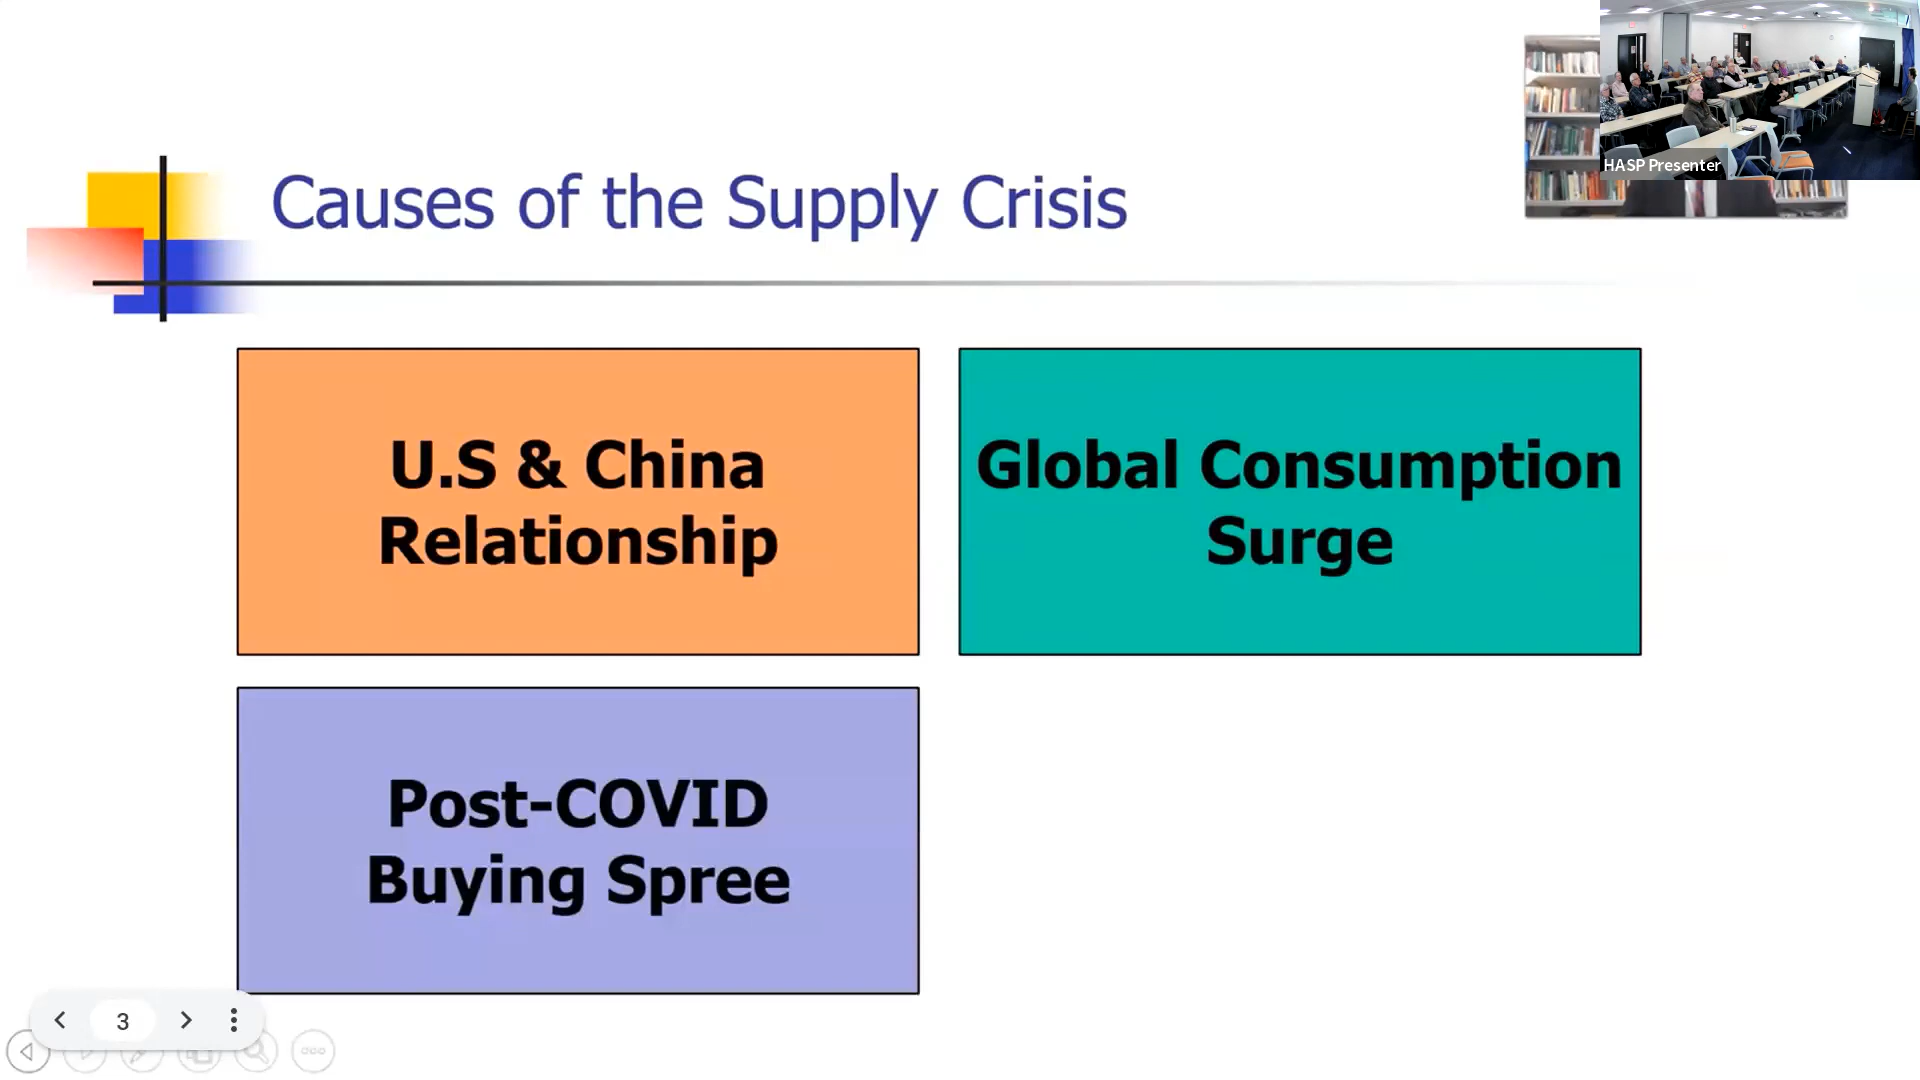 HASP Presenter
Causes of the Supply Crisis
U.S & China
Relationship
Global Consumption
Surge
Post-COVID
Buying Spree
3